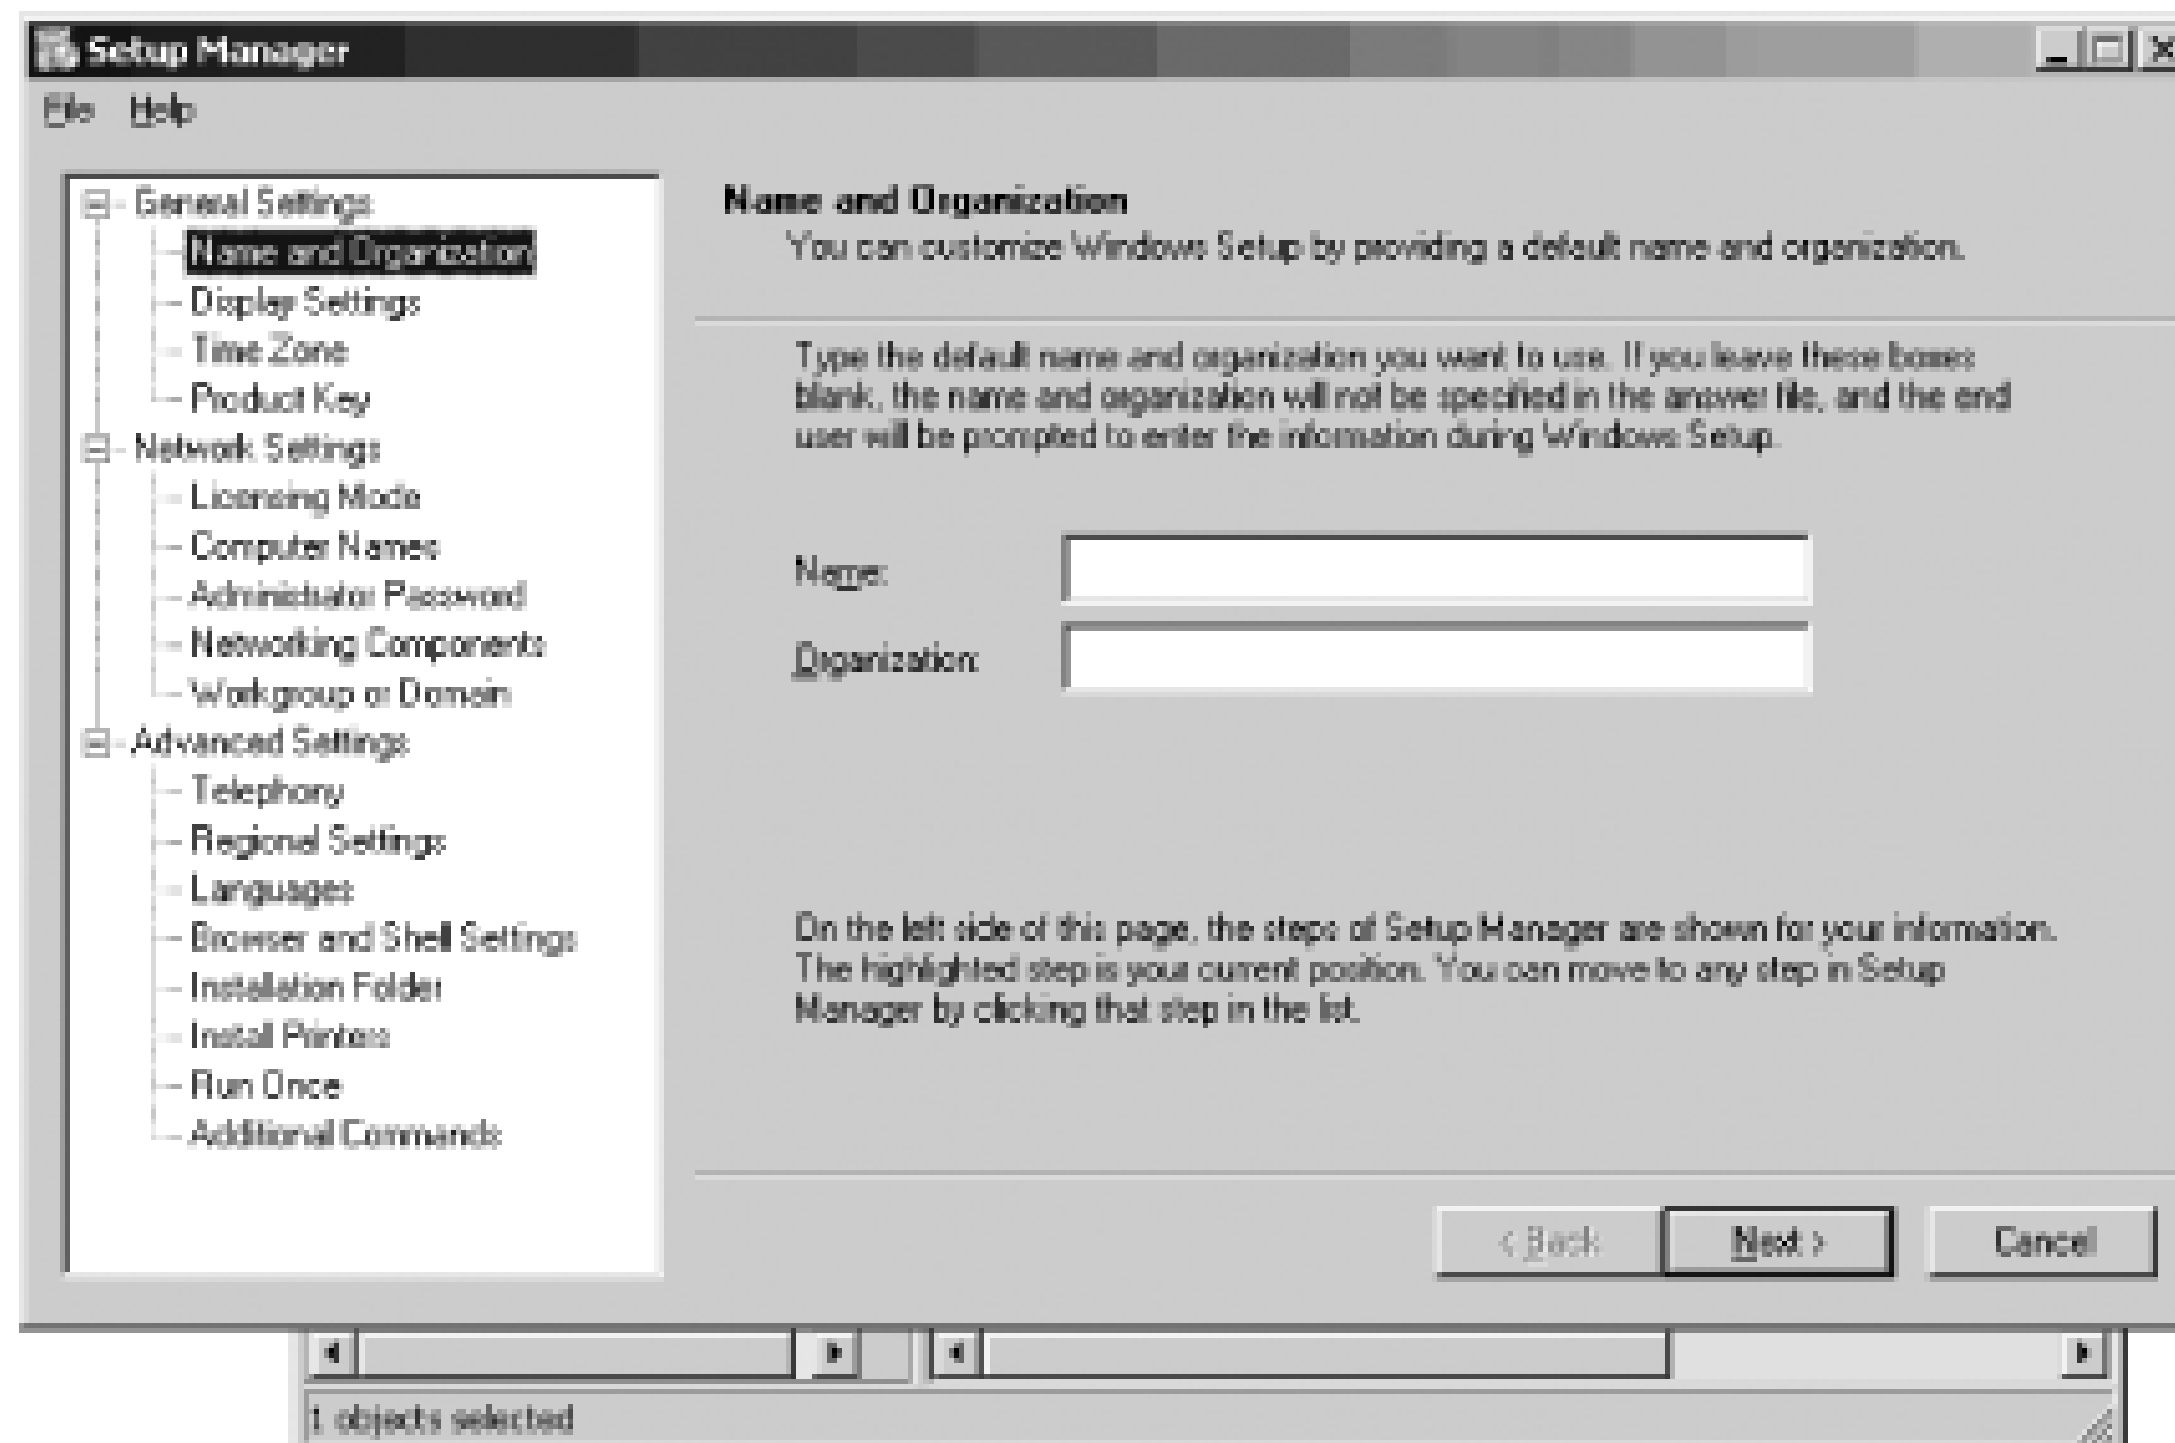 Setup Manager
File Help
General Settings
Name and Organization
Display Settings
Time Zone
Product Key
Network Settings
Licensing Mode
Computer Names
Administrator Password
Networking Components
Workgroup or Domain
Advanced Settings
Telephony
Regional Settings
Languages
Browser and Shell Settings
Installation Folder
Install Printers
Run Once
Additional Commands
Name and Organization
You can customize Windows Setup by providing a default name and organization.
Type the default name and organization you want to use. If you leave these boxes
blank, the name and organization will not be specified in the answer file, and the end
user will be prompted to enter the information during Windows Setup.
Name:
Organization:
On the left side of this page, the steps of Setup Manager are shown for your information.
The highlighted step is your current position. You can move to any step in Setup
Manager by clicking that step in the list.
< Back Next > Cancel
1 objects selected